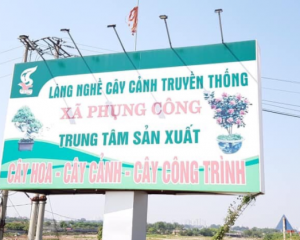 LÀNG NGHỀ CÂY CẢNH TRUYỀN THỐNG
XÃ PHỤNG CÔNG
TRUNG TÂM SẢN XUẤT
CÂY HOA - CÂY CẢNH - CÂY CÔNG TRÌNH